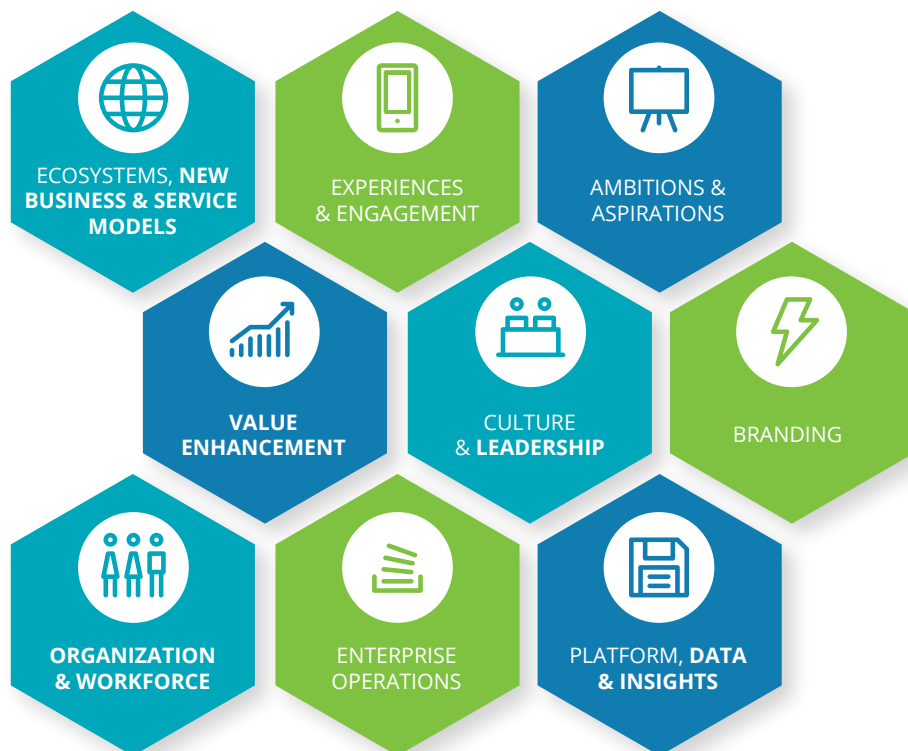 ECOSYSTEMS, NEW
BUSINESS & SERVICE
MODELS
EXPERIENCES
& ENGAGEMENT
AMBITIONS &
ASPIRATIONS
VALUE
ENHANCEMENT
CULTURE
& LEADERSHIP
BRANDING
ORGANIZATION
& WORKFORCE
ENTERPRISE
OPERATIONS
PLATFORM, DATA
& INSIGHTS